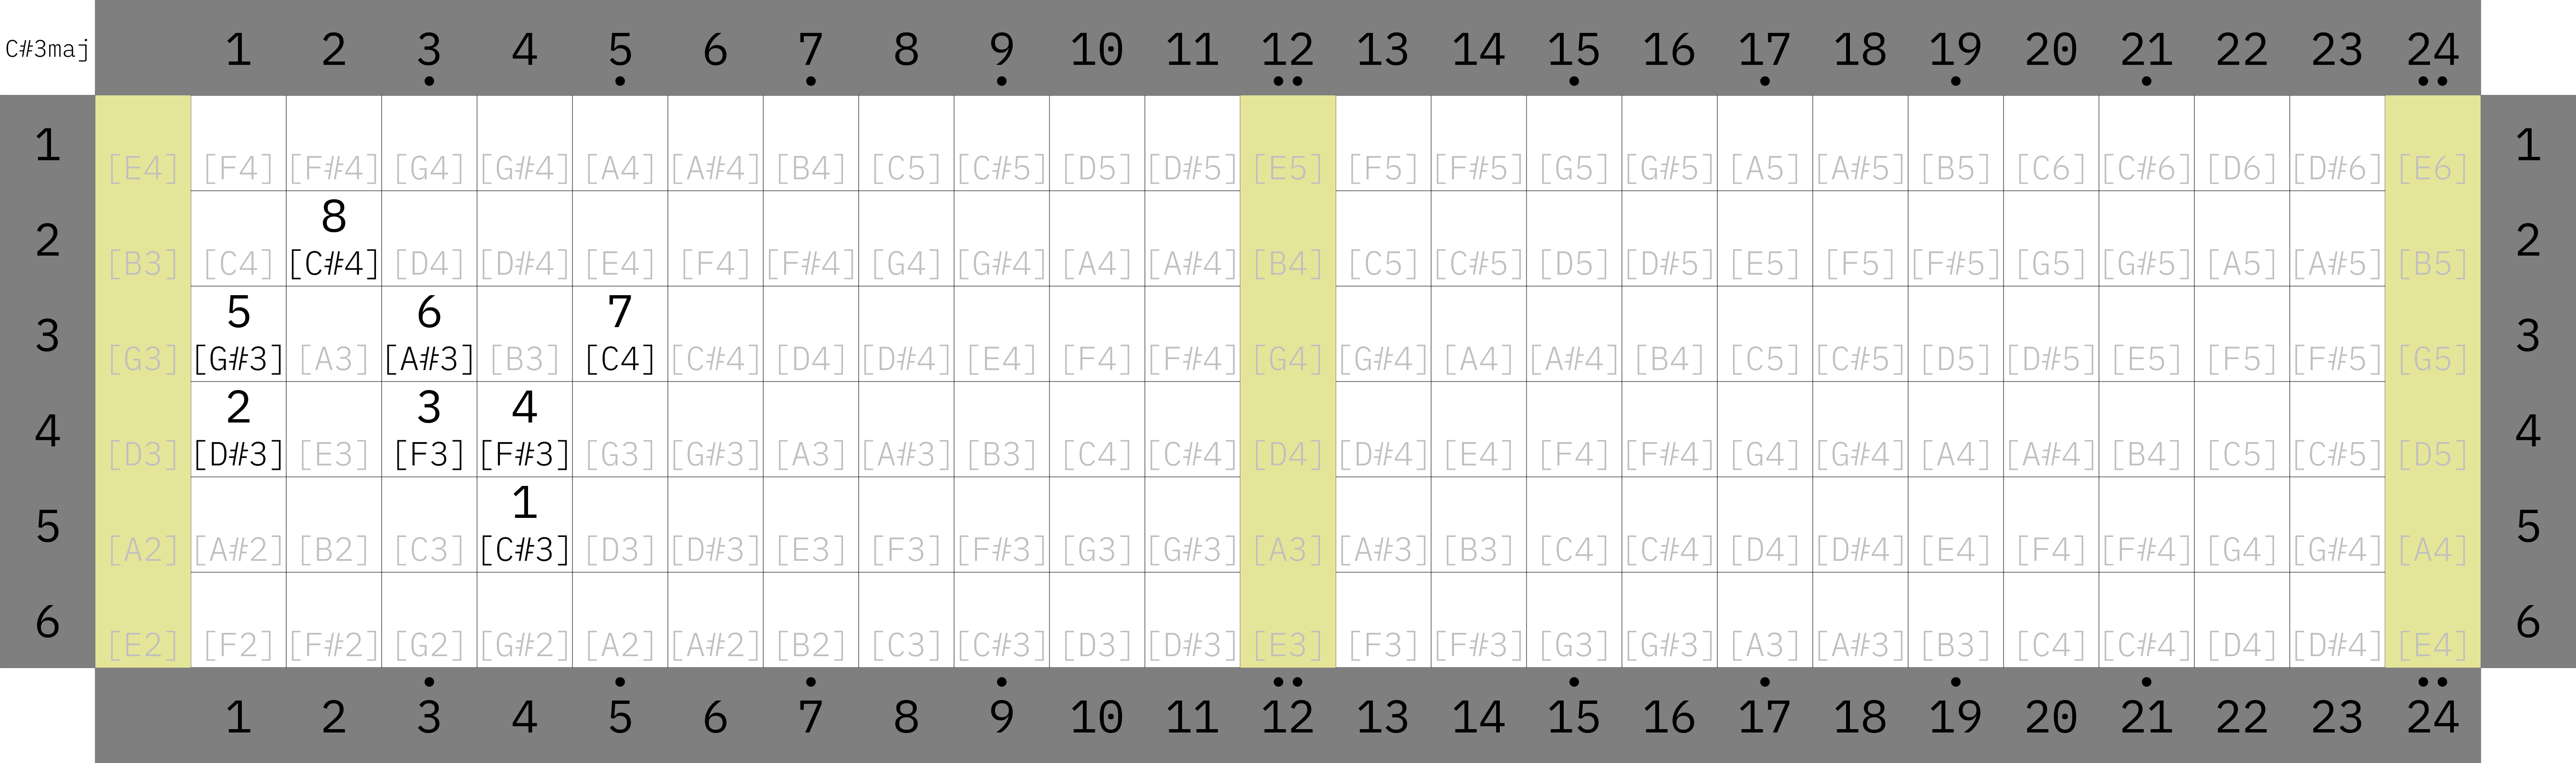 C#3maj 1 2 3 4 5 6 7 8 9 10 11 12 13 14 15 16 17 18 19 20 21 22 23 24
1 [E4] [F4] [F#4] [G4] [G#4] [A4] [A#4] [B4] [C5] [C#5] [D5] [D#5] [E5] [F5] [F#5] [G5] [G#5] [A5] [A#5] [B5] [C6] [C#6] [D6] [D#6] [E6] 1
8
2 [B3] [C4] [C#4] [D4] [D#4] [E4] [F4] [F#4] [G4] [G#4] [A4] [A#4] [B4] [C5] [C#5] [D5] [D#5] [E5] [F5] [F#5] [G5] [G#5] [A5] [A#5] [B5] 2
5 6 7
3 [G3] [G#3] [A3] [A#3] [B3] [C4] [C#4] [D4] [D#4] [E4] [F4] [F#4] [G4] [G#4] [A4] [A#4] [B4] [C5] [C#5] [D5] [D#5] [E5] [F5] [F#5] [G5] 3
2 3 4
4 [D3] [D#3] [E3] [F3] [F#3] [G3] [G#3] [A3] [A#3] [B3] [C4] [C#4] [D4] [D#4] [E4] [F4] [F#4] [G4] [G#4] [A4] [A#4] [B4] [C5] [C#5] [D5] 4
1
5 [A2] [A#2] [B2] [C3] [C#3] [D3] [D#3] [E3] [F3] [F#3] [G3] [G#3] [A3] [A#3] [B3] [C4] [C#4] [D4] [D#4] [E4] [F4] [F#4] [G4] [G#4] [A4] 5
6 [E2] [F2] [F#2] [G2] [G#2] [A2] [A#2] [B2] [C3] [C#3] [D3] [D#3] [E3] [F3] [F#3] [G3] [G#3] [A3] [A#3] [B3] [C4] [C#4] [D4] [D#4] [E4] 6
1 2 3 4 5 6 7 8 9 10 11 12 13 14 15 16 17 18 19 20 21 22 23 24